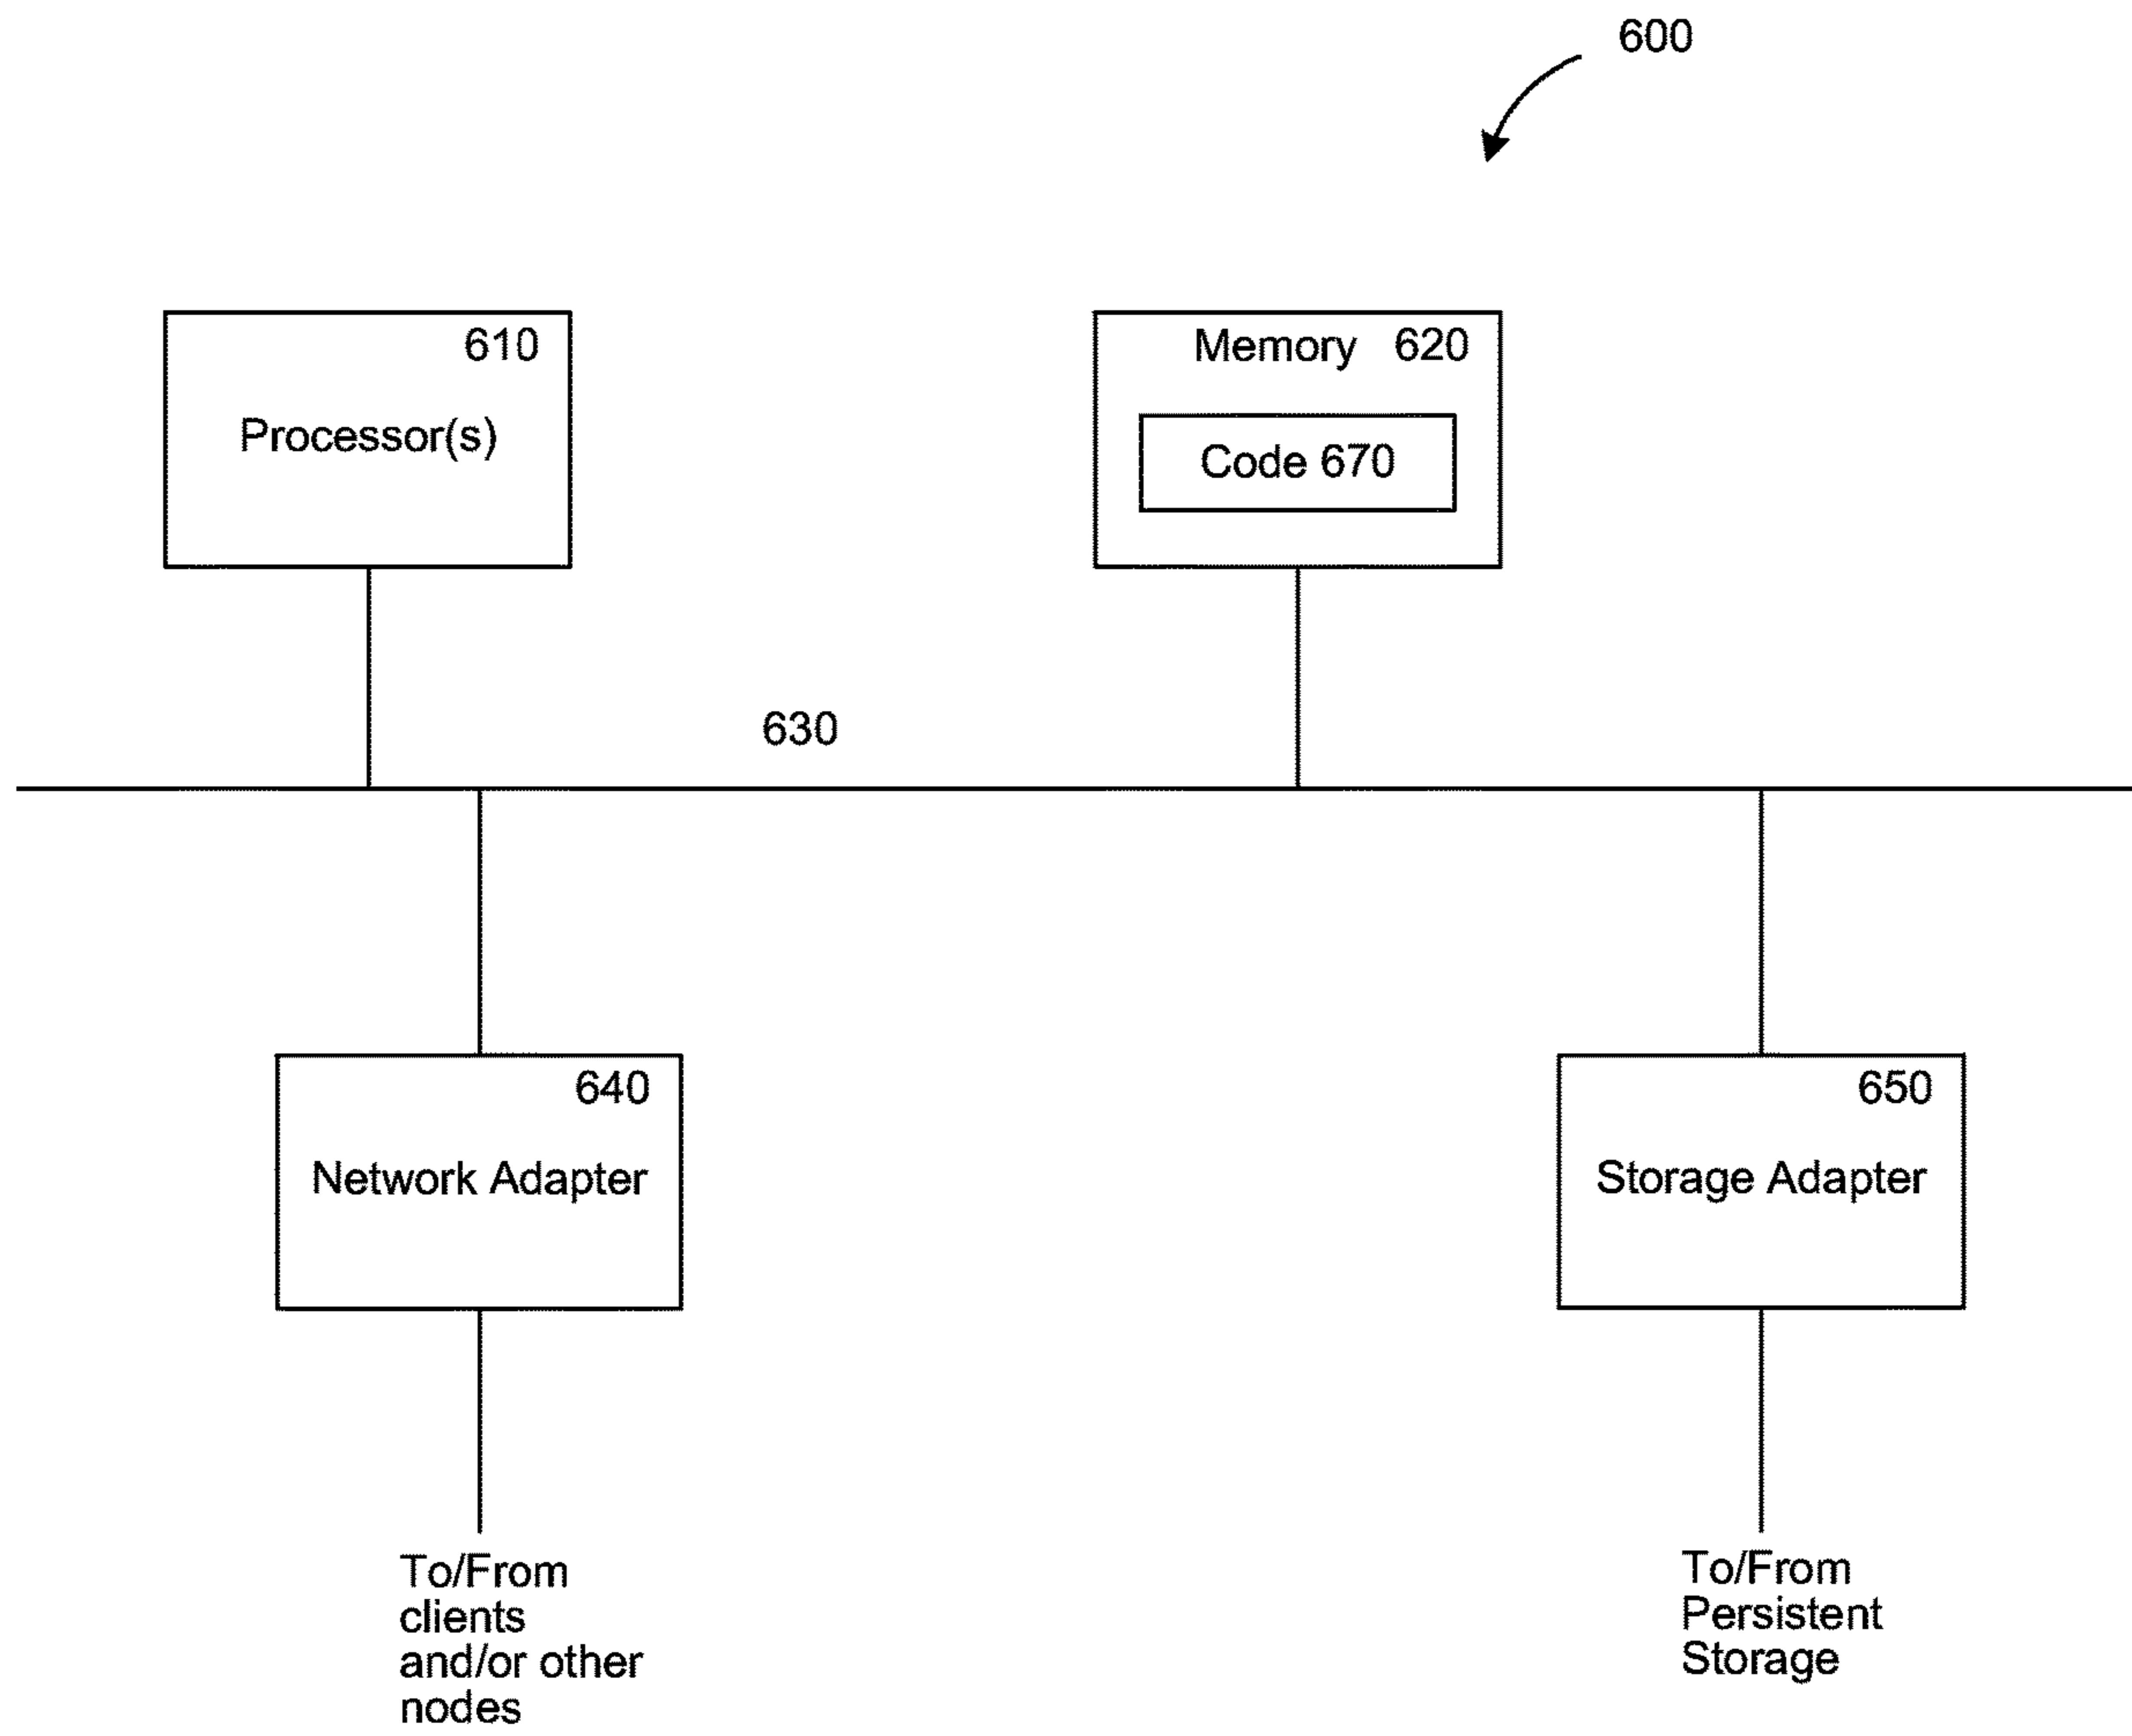 600
610
Processor(s)
Memory 620
Code 670
630
640
Network Adapter
650
Storage Adapter
To/From
clients
and/or other
nodes
To/From
Persistent
Storage